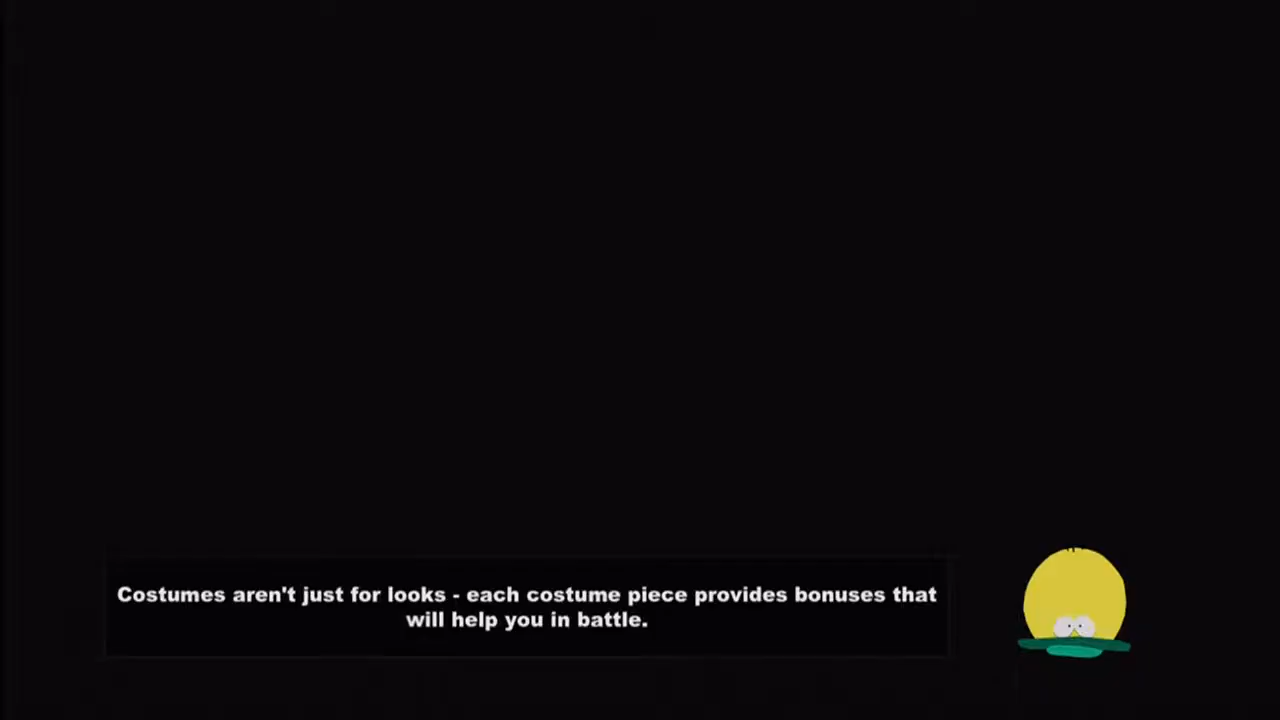 Costumes aren't just for looks - each costume piece provides bonuses that
will help you in battle.